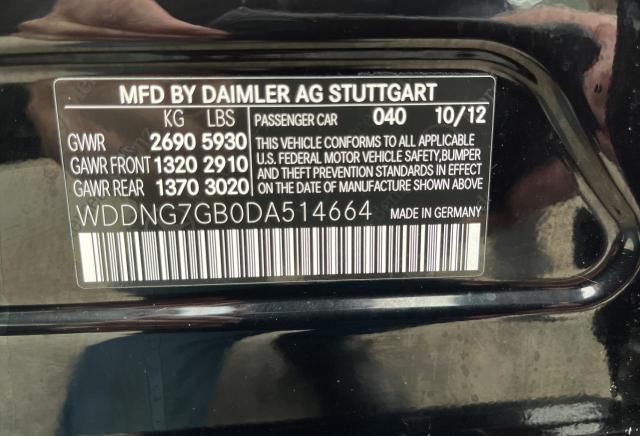 MFD BY DAIMLER AG STUTTGART
KG LBS PASSENGER CAR 040 10/12
GVWR 2690 5930
GAWR FRONT 1320 2910
GAWR REAR 1370 3020
THIS VEHICLE CONFORMS TO ALL APPLICABLE
U.S. FEDERAL MOTOR VEHICLE SAFETY, BUMPER
AND THEFT PREVENTION STANDARDS IN EFFECT
ON THE DATE OF MANUFACTURE SHOWN ABOVE.
WDDNG7GB0DA514664 MADE IN GERMANY